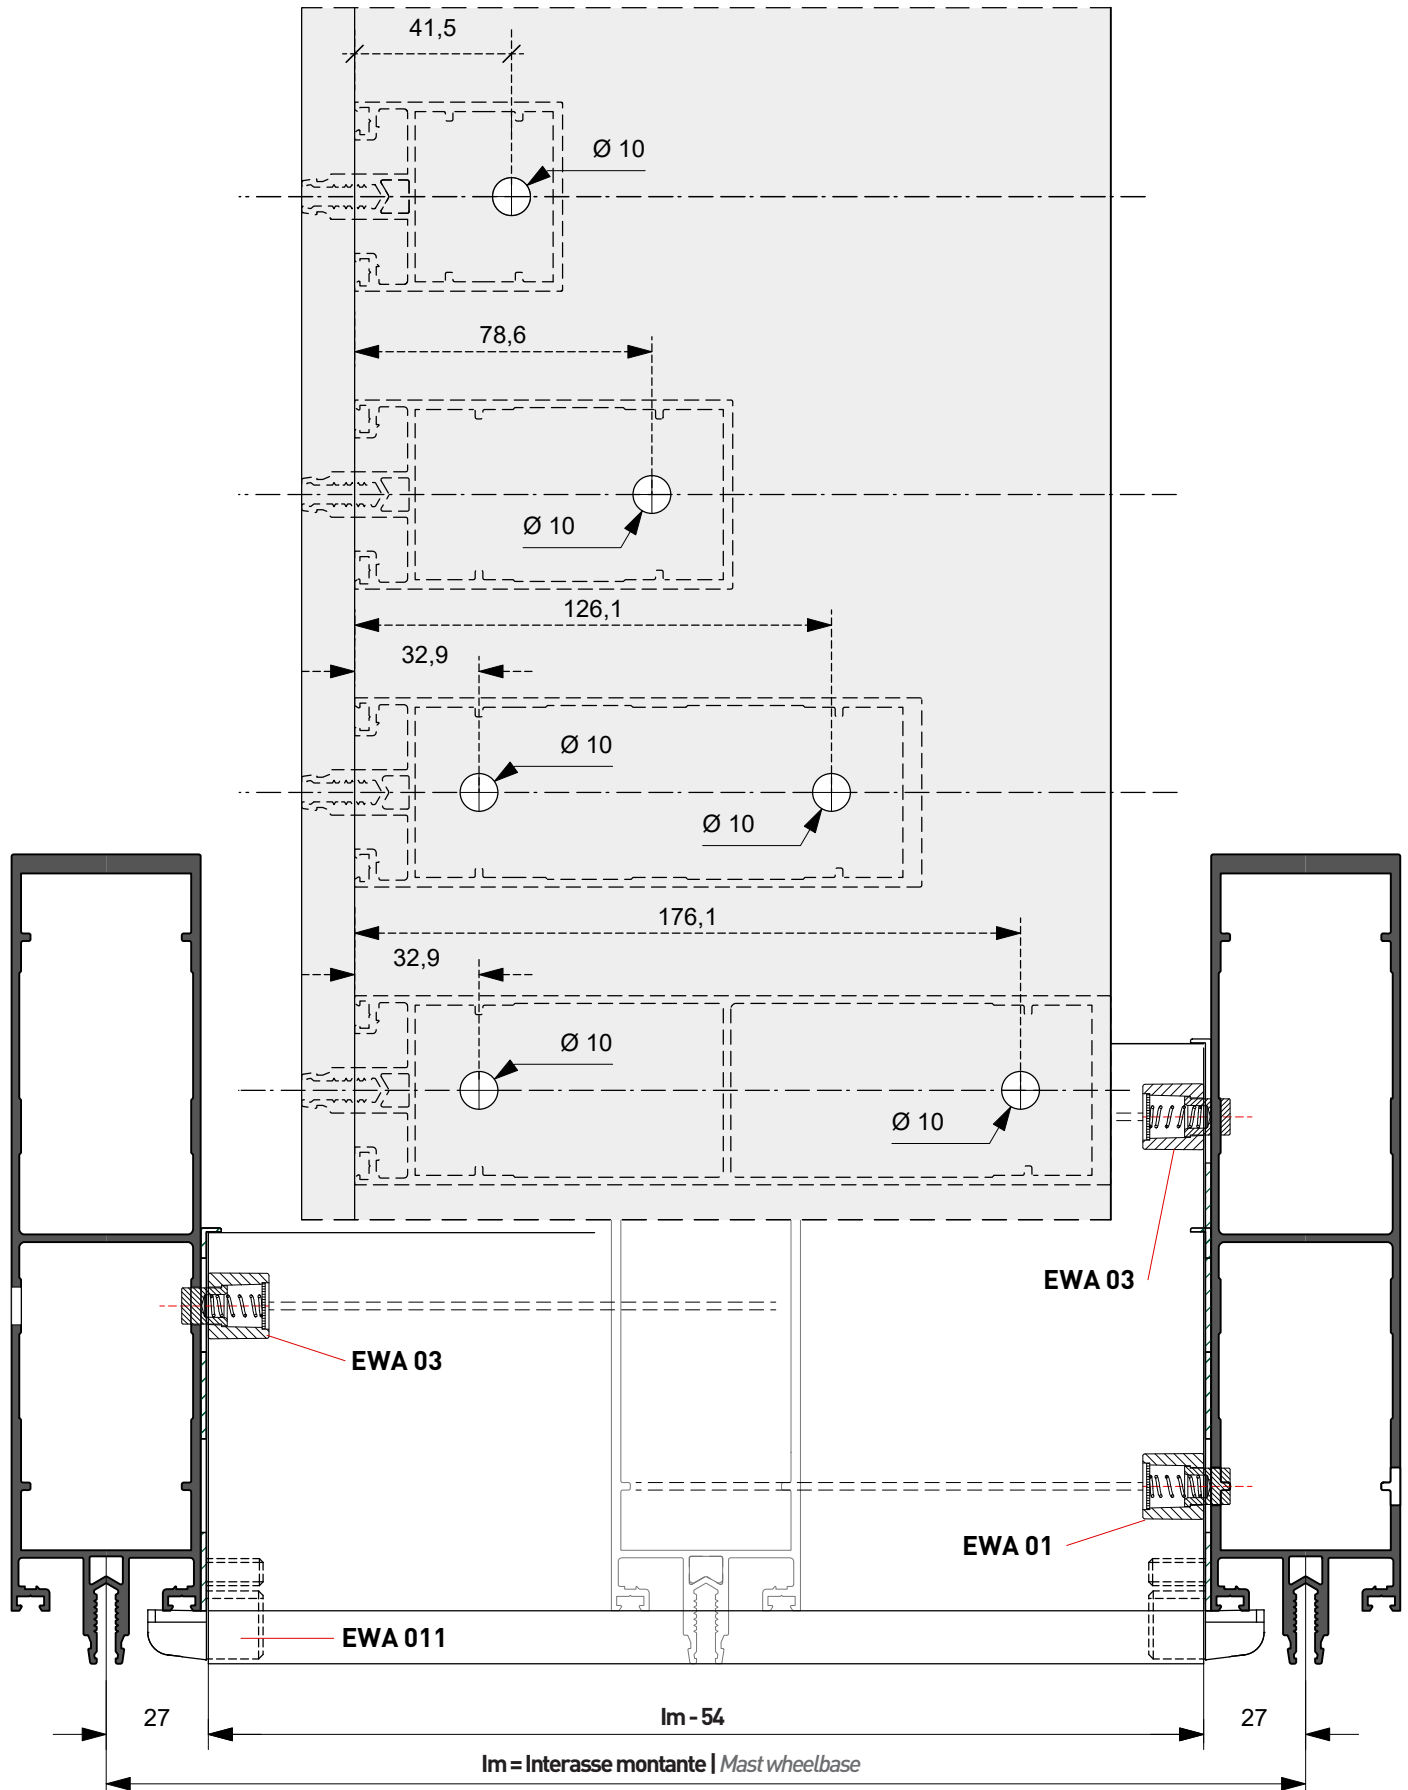 41,5
Ø 10
78,6
Ø 10
126,1
32,9
Ø 10
Ø 10
176,1
32,9
Ø 10
Ø 10
EWA 03
EWA 03
EWA 01
EWA 011
27
Im - 54
27
Im = Interasse montante | Mast wheelbase